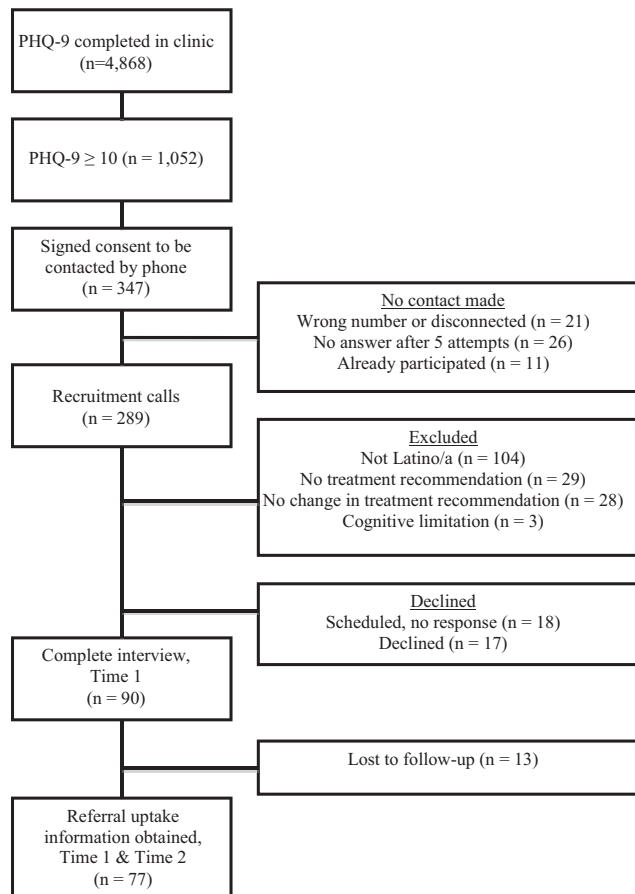 PHQ-9 completed in clinic
(n=4,868)
PHQ-9 ≥ 10 (n = 1,052)
Signed consent to be
contacted by phone
(n = 347)
No contact made
Wrong number or disconnected (n = 21)
No answer after 5 attempts (n = 26)
Already participated (n = 11)
Recruitment calls
(n = 289)
Excluded
Not Latino/a (n = 104)
No treatment recommendation (n = 29)
No change in treatment recommendation (n = 28)
Cognitive limitation (n = 3)
Declined
Scheduled, no response (n = 18)
Declined (n = 17)
Complete interview,
Time 1
(n = 90)
Lost to follow-up (n = 13)
Referral uptake
information obtained,
Time 1 & Time 2
(n = 77)